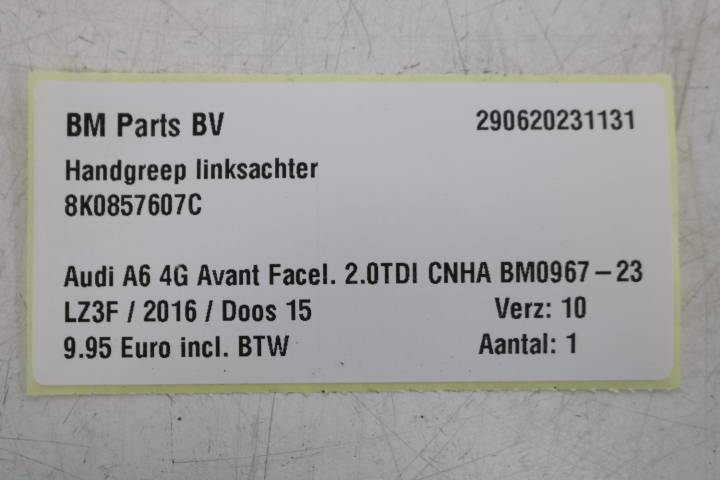 BM Parts BV 290620231131
Handgreep linksachter
8K0857607C
Audi A6 4G Avant Facel. 2.0TDI CNHA BM0967-23
LZ3F / 2016 / Doos 15 Verz: 10
9.95 Euro incl. BTW Aantal: 1